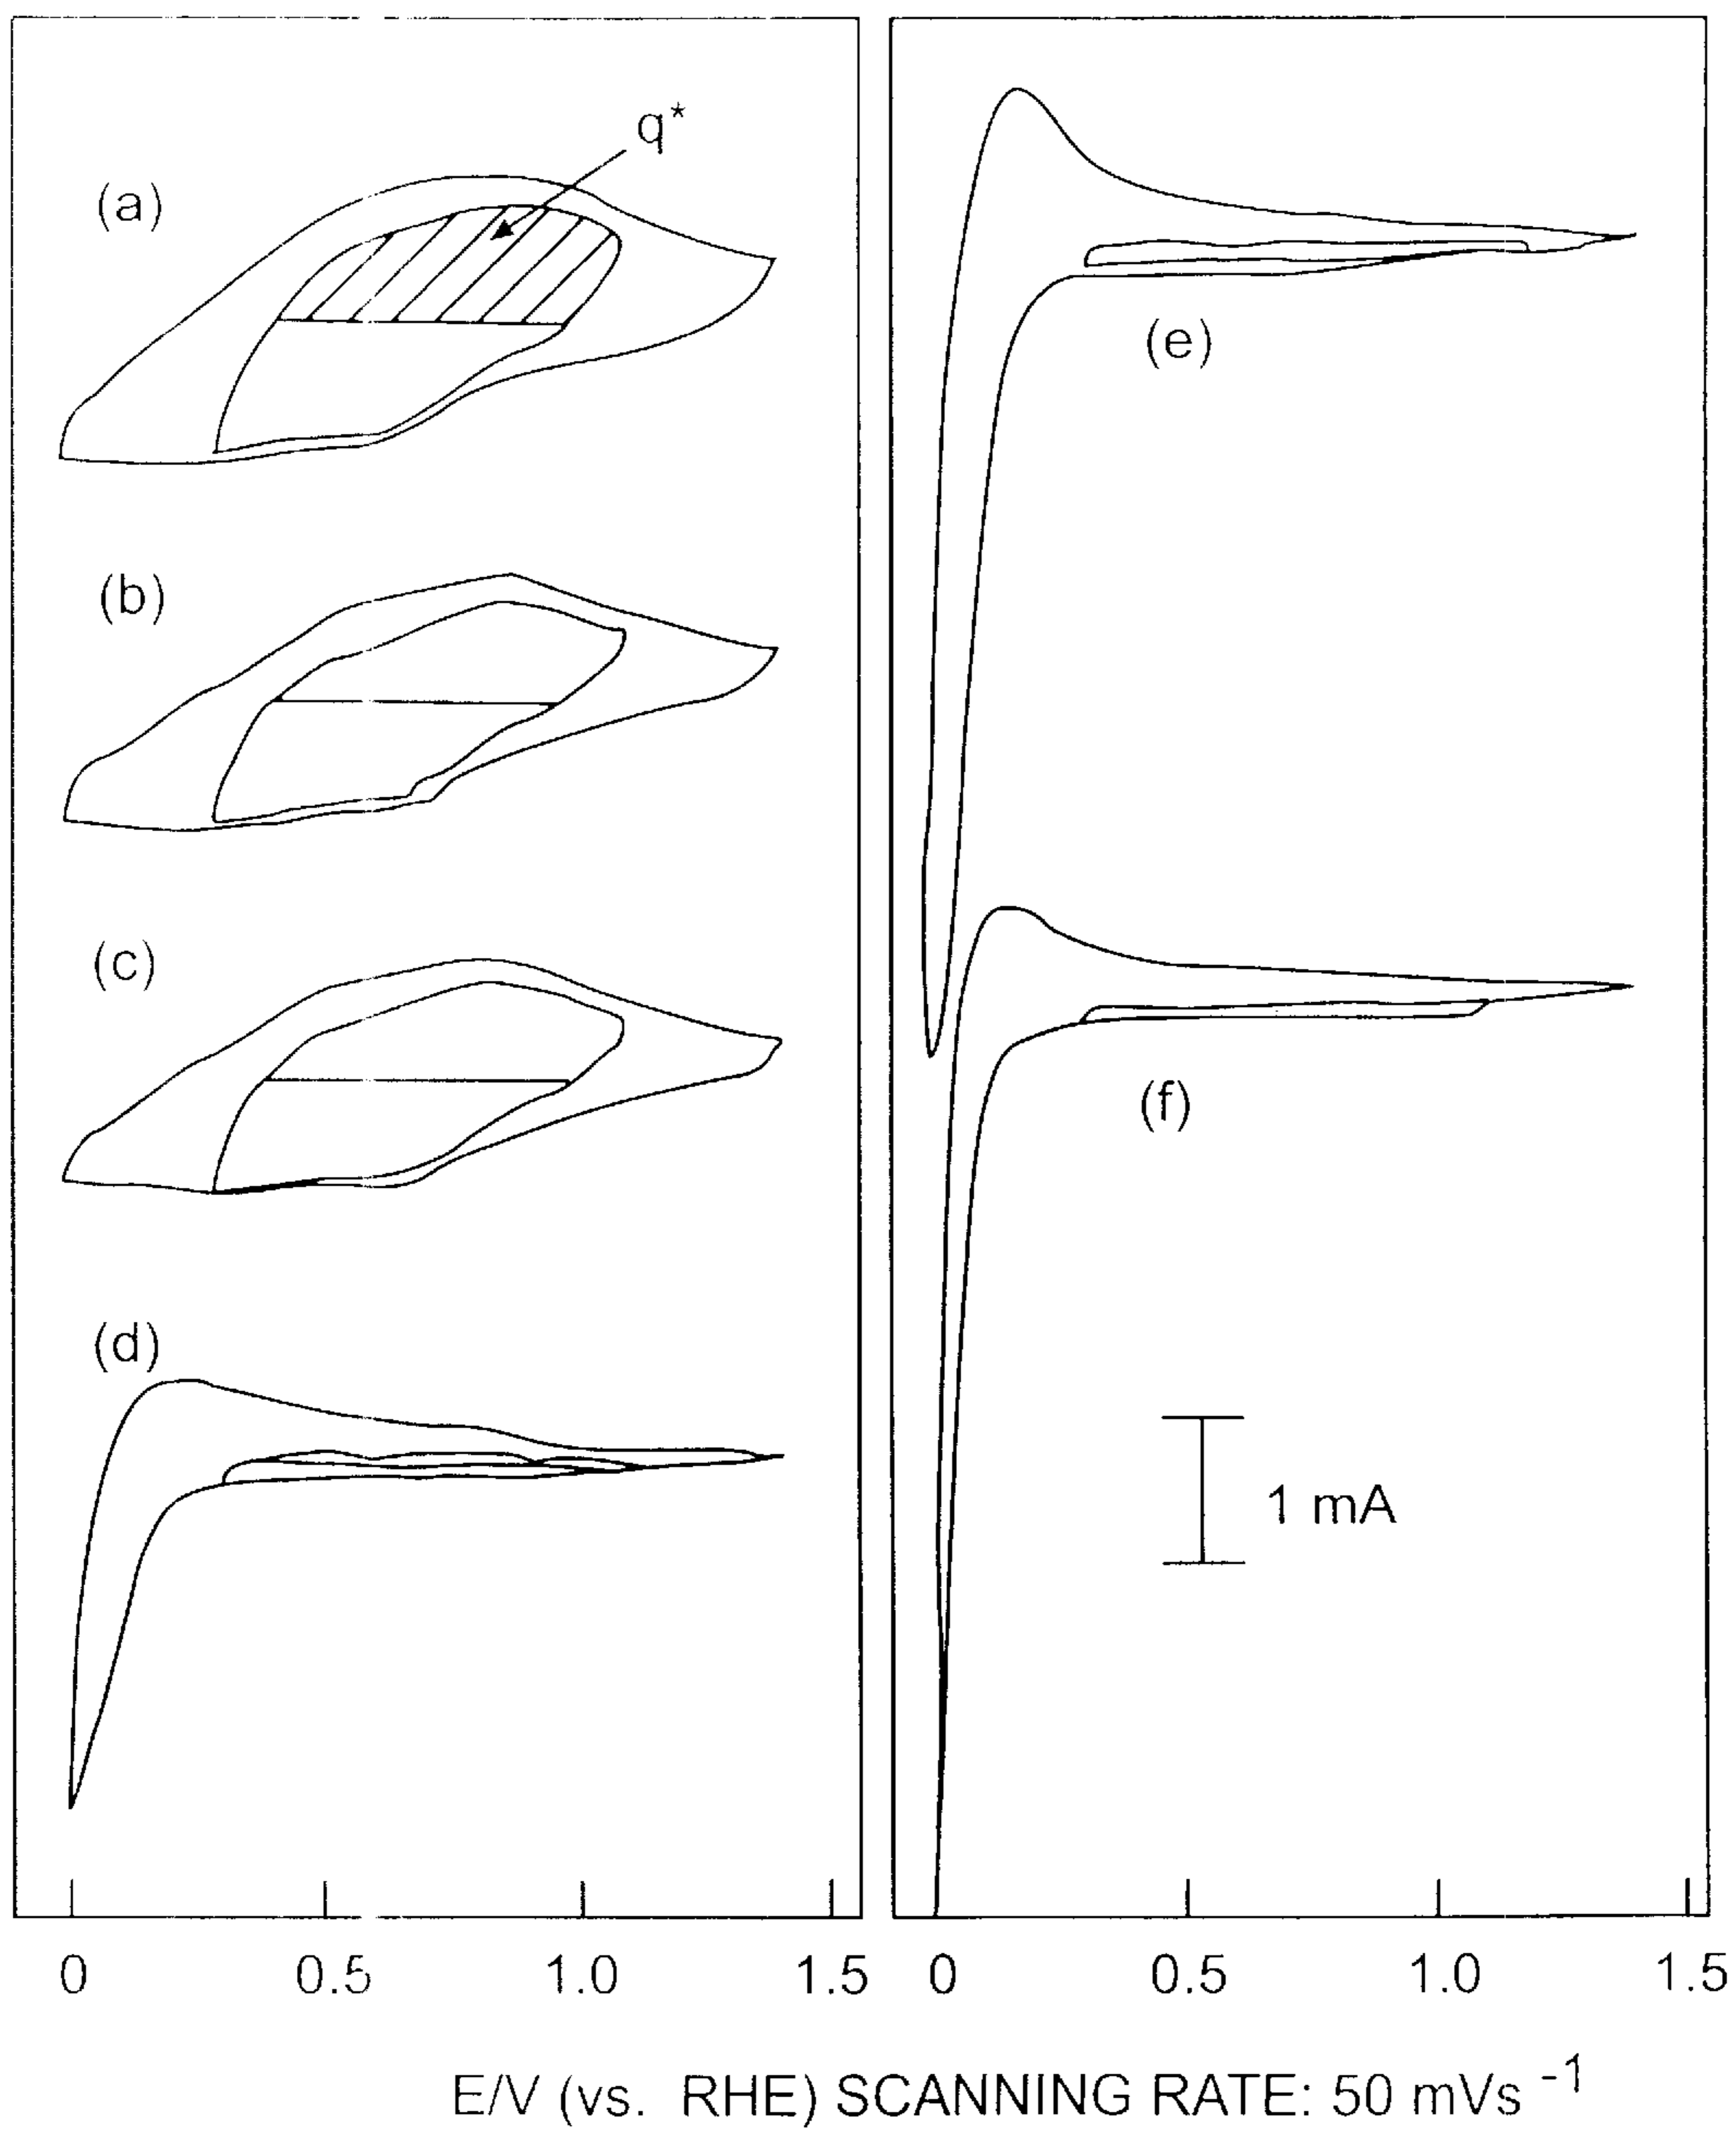 q*
(a)
(b)
(c)
(d)
(e)
(f)
1 mA
0 0.5 1.0 1.5 0 0.5 1.0 1.5
E/V (vs. RHE) SCANNING RATE: 50 mVs -1